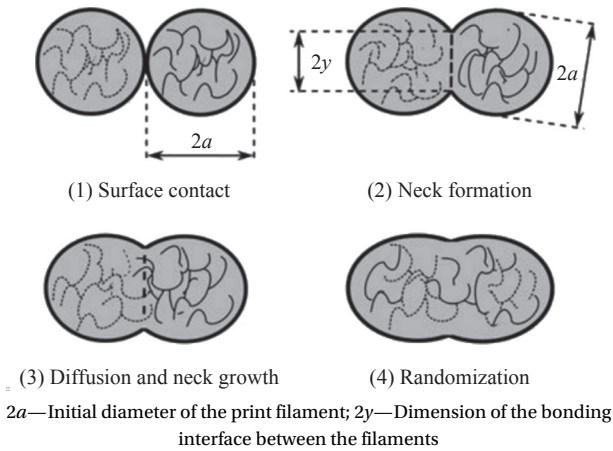 2a
(1) Surface contact
2y
2a
(2) Neck formation
(3) Diffusion and neck growth
(4) Randomization
2a—Initial diameter of the print filament; 2y—Dimension of the bonding
interface between the filaments